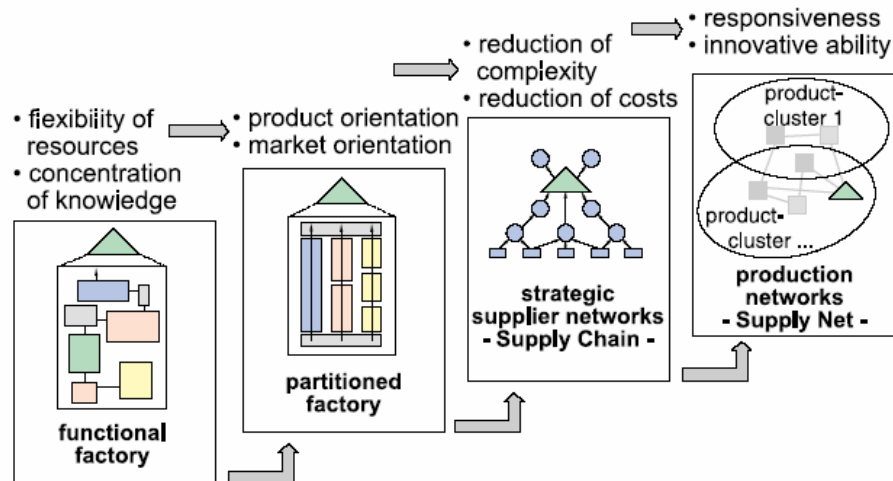 • flexibility of
resources
• concentration
of knowledge
functional
factory
• product orientation
• market orientation
partitioned
factory
• reduction of
complexity
• reduction of costs
strategic
supplier networks
- Supply Chain -
• responsiveness
• innovative ability
product-
cluster 1
product-
cluster ...
production
networks
- Supply Net -